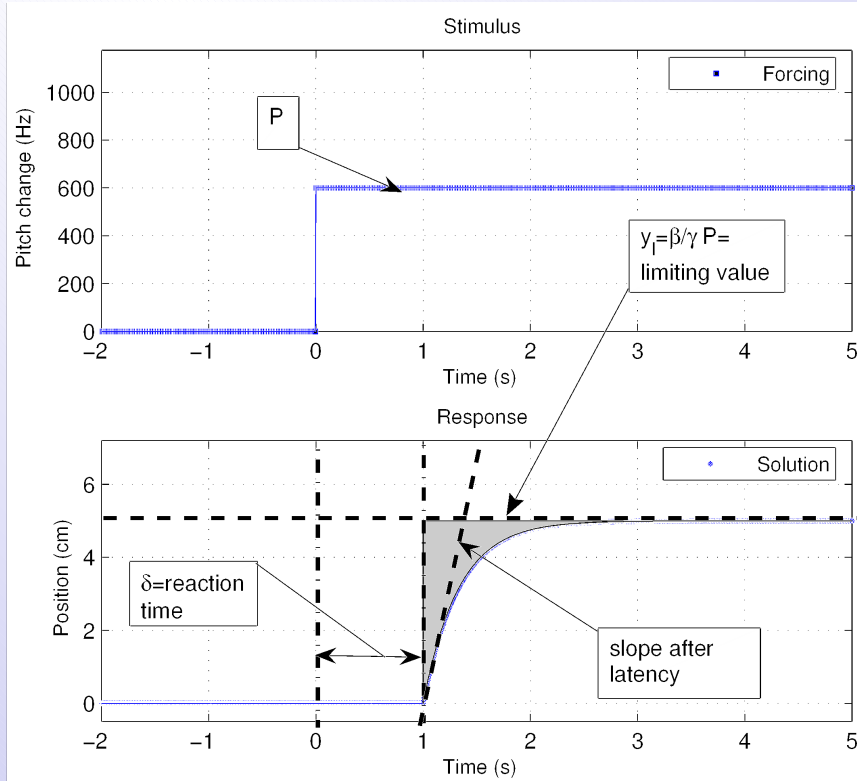 Stimulus
Forcing
P
Pitch change (Hz)
1000
800
600
400
200
0
−2 −1 0 1 2 3 4 5
Time (s)
y_l=β/γ P=
limiting value
Response
Solution
Position (cm)
6
4
2
0
δ=reaction
time
slope after
latency
−2 −1 0 1 2 3 4 5
Time (s)